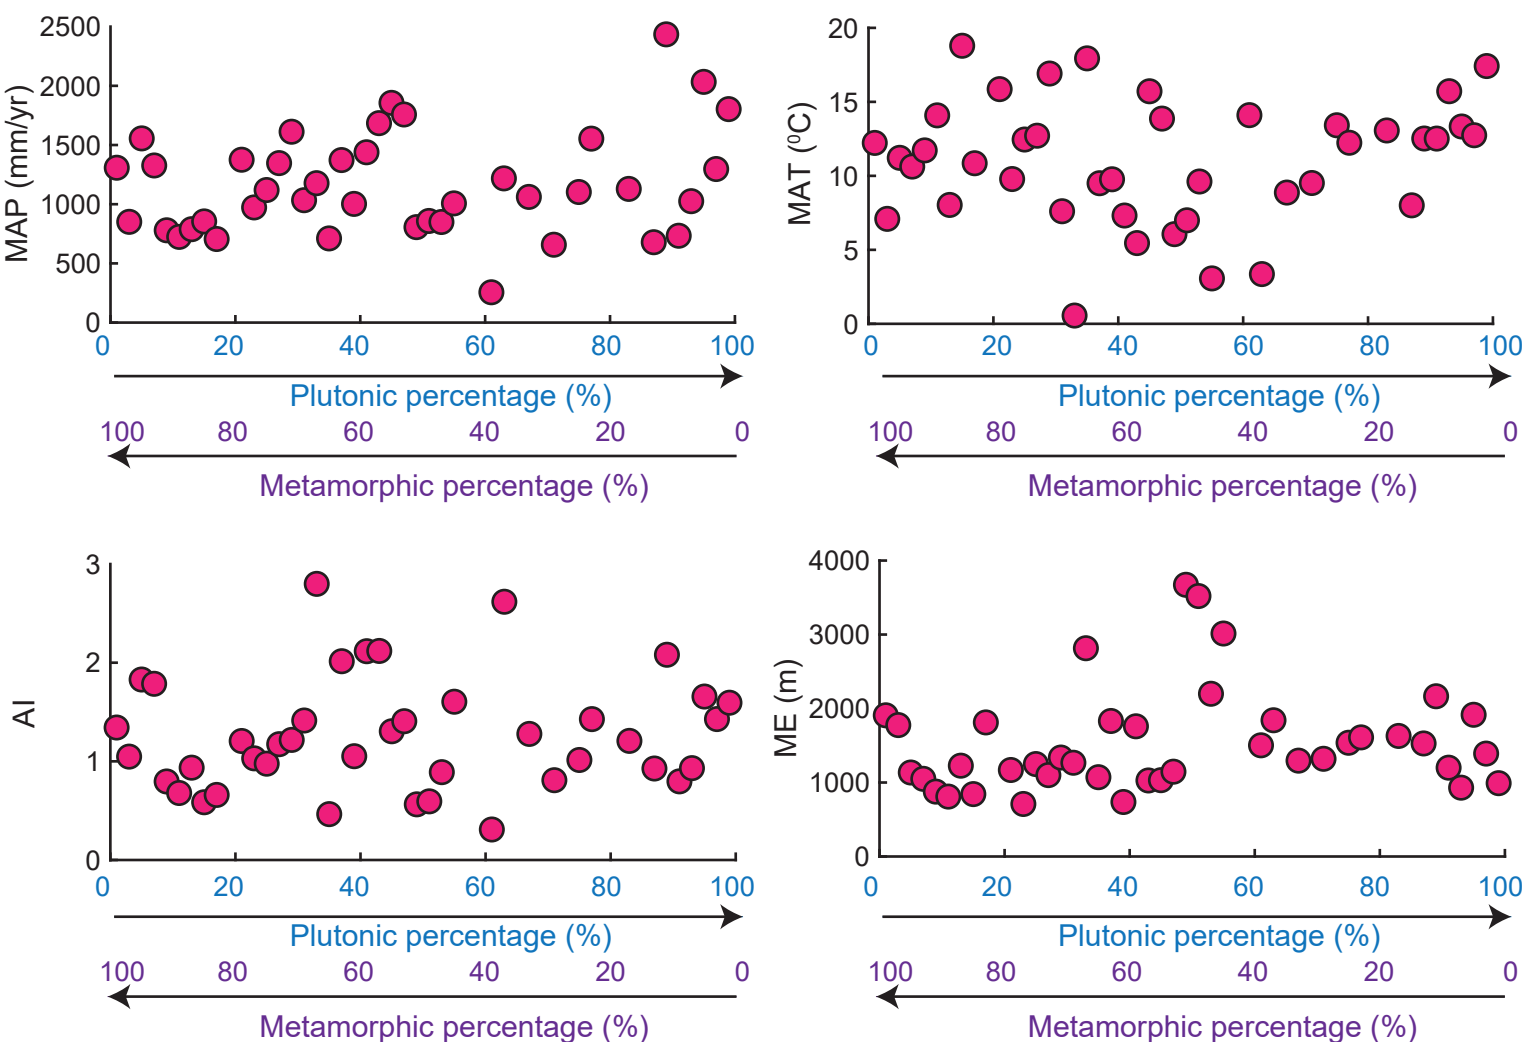 2500
2000
1500
1000
500
0
MAP (mm/yr)
0 20 40 60 80 100
Plutonic percentage (%)
100 80 60 40 20 0
Metamorphic percentage (%)
20
15
10
5
0
MAT (⁰C)
0 20 40 60 80 100
Plutonic percentage (%)
100 80 60 40 20 0
Metamorphic percentage (%)
3
2
1
0
AI
0 20 40 60 80 100
Plutonic percentage (%)
100 80 60 40 20 0
Metamorphic percentage (%)
4000
3000
2000
1000
0
ME (m)
0 20 40 60 80 100
Plutonic percentage (%)
100 80 60 40 20 0
Metamorphic percentage (%)